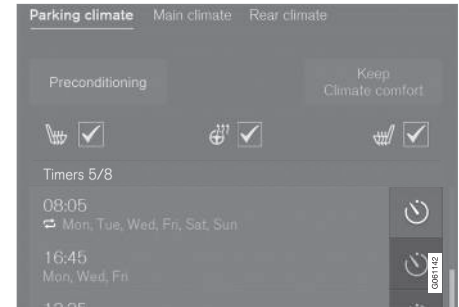 Parking climate Main climate Rear climate
Preconditioning
Keep
Climate comfort
Timers 5/8
08:05
Mon, Tue, Wed, Fri, Sat, Sun
16:45
Mon, Wed, Fri
G061142